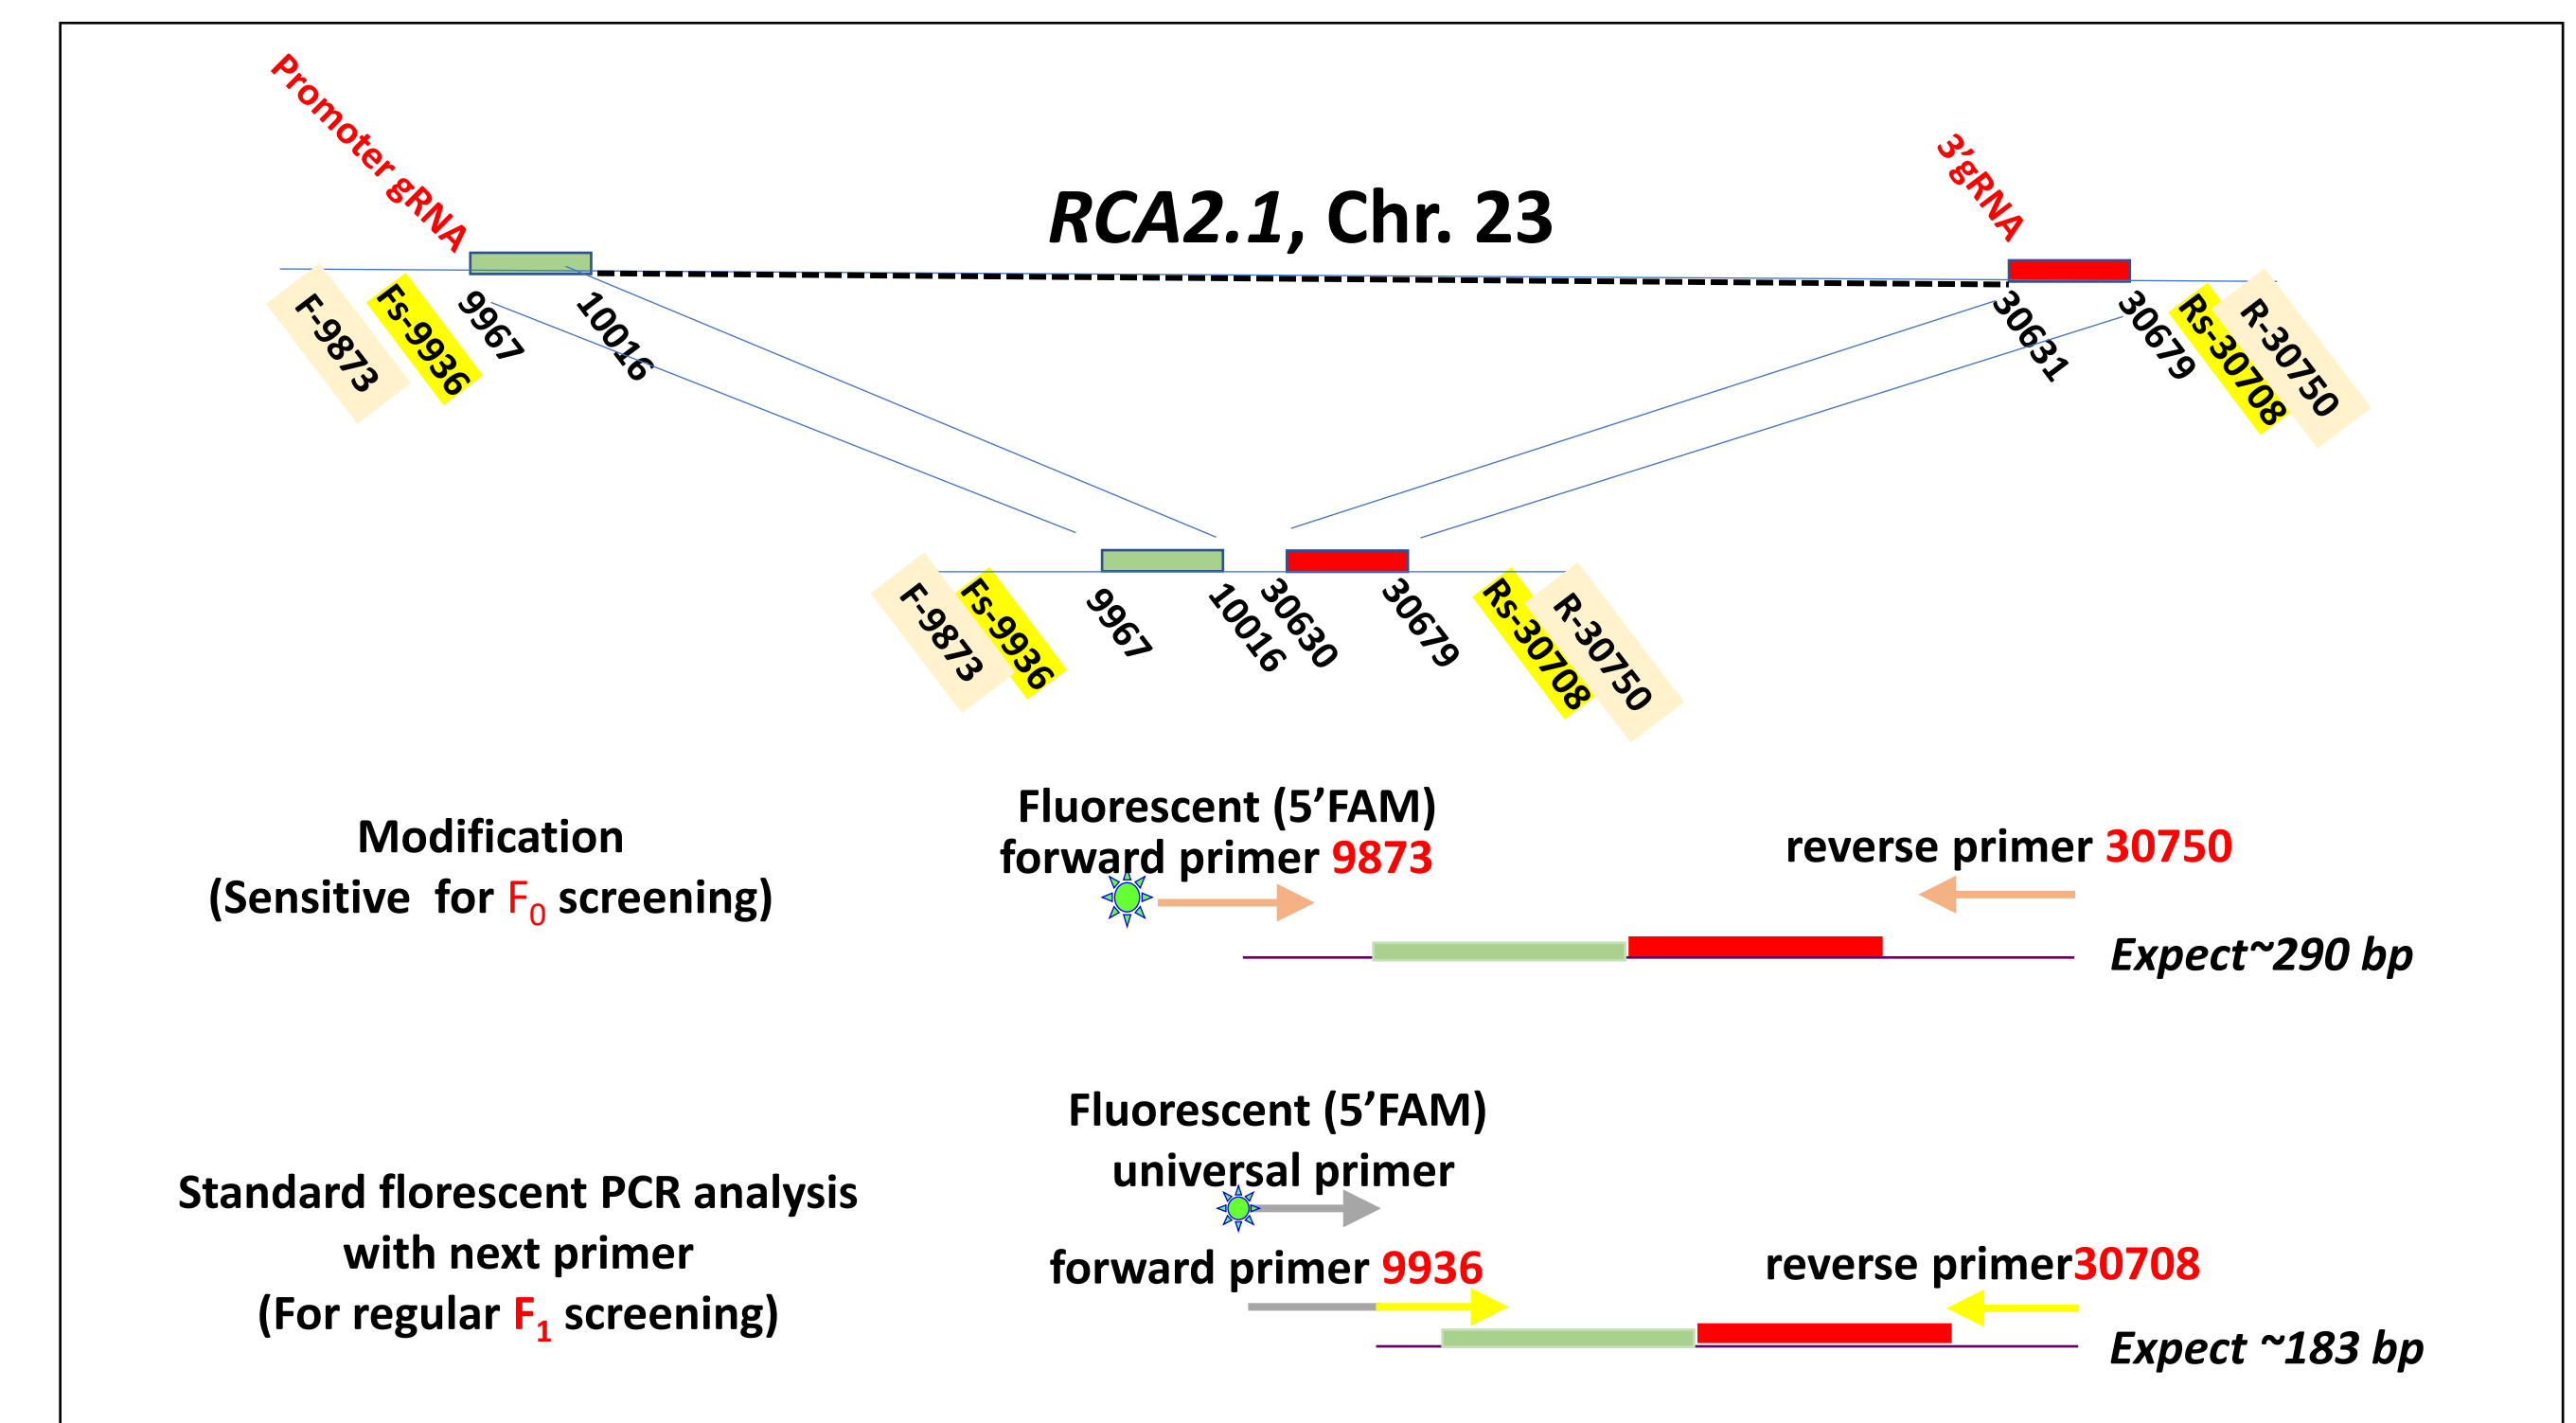 Promoter gRNA
3'gRNA
RCA2.1, Chr. 23
F-9873
Fs-9936
9967
10016
30631
30679
Rs-30708
R-30750
F-9873
Fs-9936
9967
10016
30630
30679
Rs-30708
R-30750
Modification
(Sensitive for F0 screening)
Fluorescent (5'FAM)
forward primer 9873
reverse primer 30750
Expect~290 bp
Standard florescent PCR analysis
with next primer
(For regular F1 screening)
Fluorescent (5'FAM)
universal primer
forward primer 9936
reverse primer30708
Expect ~183 bp